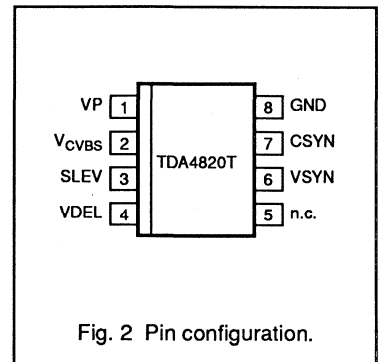 VP 1 8 GND
VCVBS 2 7 CSYN
TDA4820T
SLEV 3 6 VSYN
VDEL 4 5 n.c.
Fig. 2 Pin configuration.